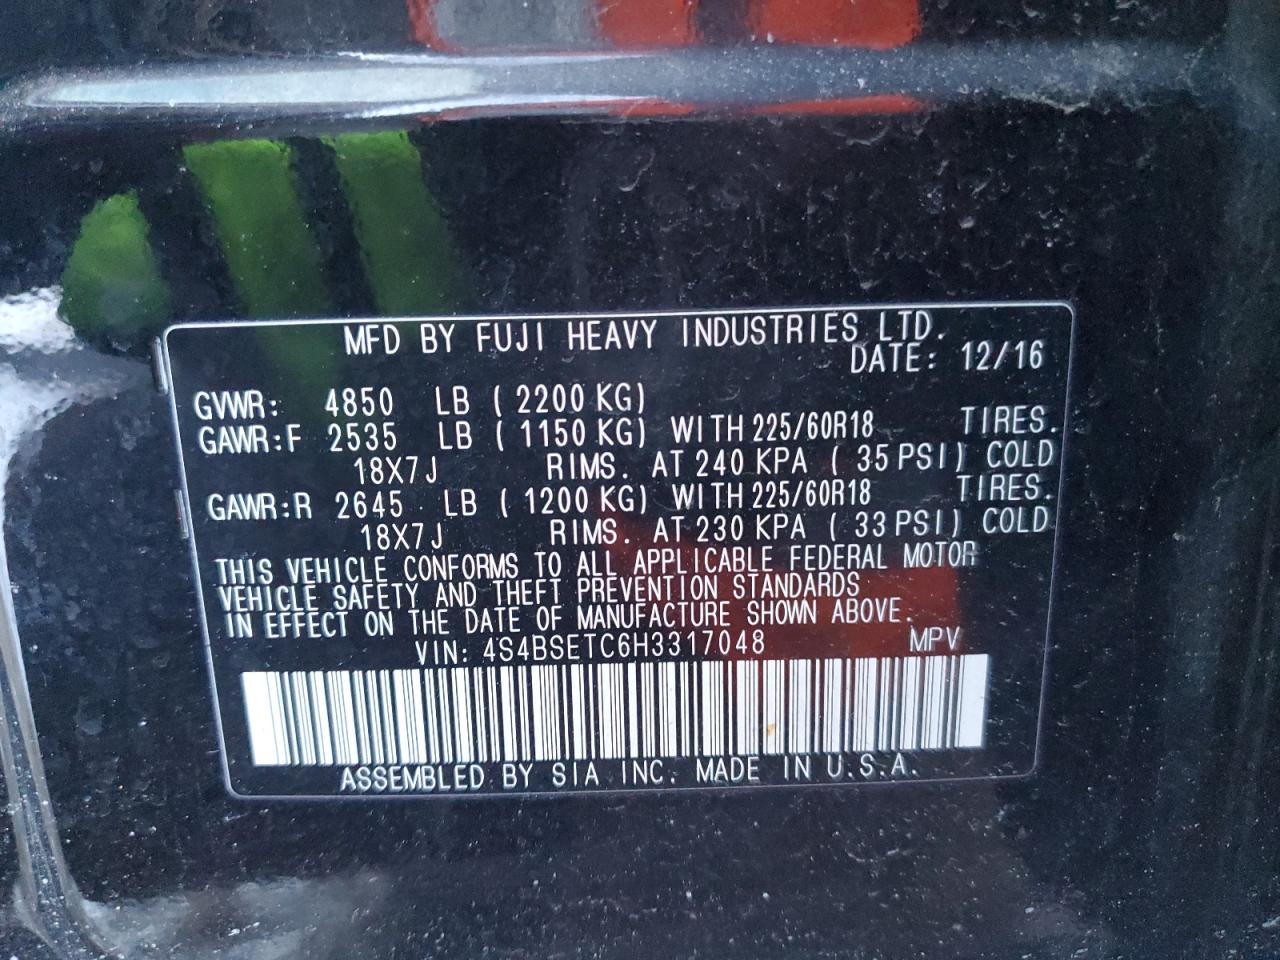 MFD BY FUJI HEAVY INDUSTRIES LTD.
DATE: 12/16
GVWR: 4850 LB ( 2200 KG)
GAWR:F 2535 LB ( 1150 KG) WITH 225/60R18 TIRES.
18X7J RIMS. AT 240 KPA ( 35 PSI) COLD
GAWR:R 2645 LB ( 1200 KG) WITH 225/60R18 TIRES.
18X7J RIMS. AT 230 KPA ( 33 PSI) COLD
THIS VEHICLE CONFORMS TO ALL APPLICABLE FEDERAL MOTOR
VEHICLE SAFETY AND THEFT PREVENTION STANDARDS
IN EFFECT ON THE DATE OF MANUFACTURE SHOWN ABOVE.
VIN: 4S4BSETC6H3317048 MPV
ASSEMBLED BY SIA INC. MADE IN U.S.A.